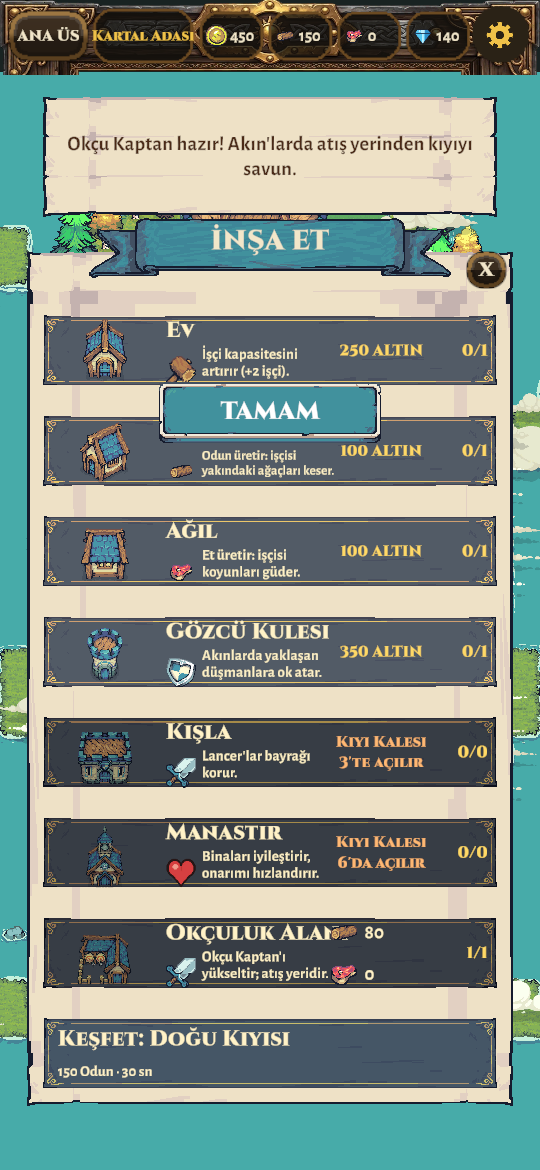 ANA ÜS
KARTAL ADASI
450
150
0
140
Okçu Kaptan hazır! Akın'larda atış yerinden kıyıyı
savun.
İNŞA ET
X
EV
İşçi kapasitesini
artırır (+2 işçi).
250 ALTIN
0/1
TAMAM
Odun üretir: işçisi
yakındaki ağaçları keser.
100 ALTIN
0/1
AĞIL
Et üretir: işçisi
koyunları güder.
100 ALTIN
0/1
GÖZCÜ KULESI
Akınlarda yaklaşan
düşmanlara ok atar.
350 ALTIN
0/1
KIŞLA
Lancer'lar bayrağı
korur.
KIYI KALESI
3'TE AÇILIR
0/0
MANASTIR
Binaları iyileştirir,
onarımı hızlandırır.
KIYI KALESI
6'DA AÇILIR
0/0
OKÇULUK ALAN
80
Okçu Kaptan'ı
yükseltir; atış yeridir.
0
1/1
KEŞFET: DOĞU KIYISI
150 Odun · 30 sn